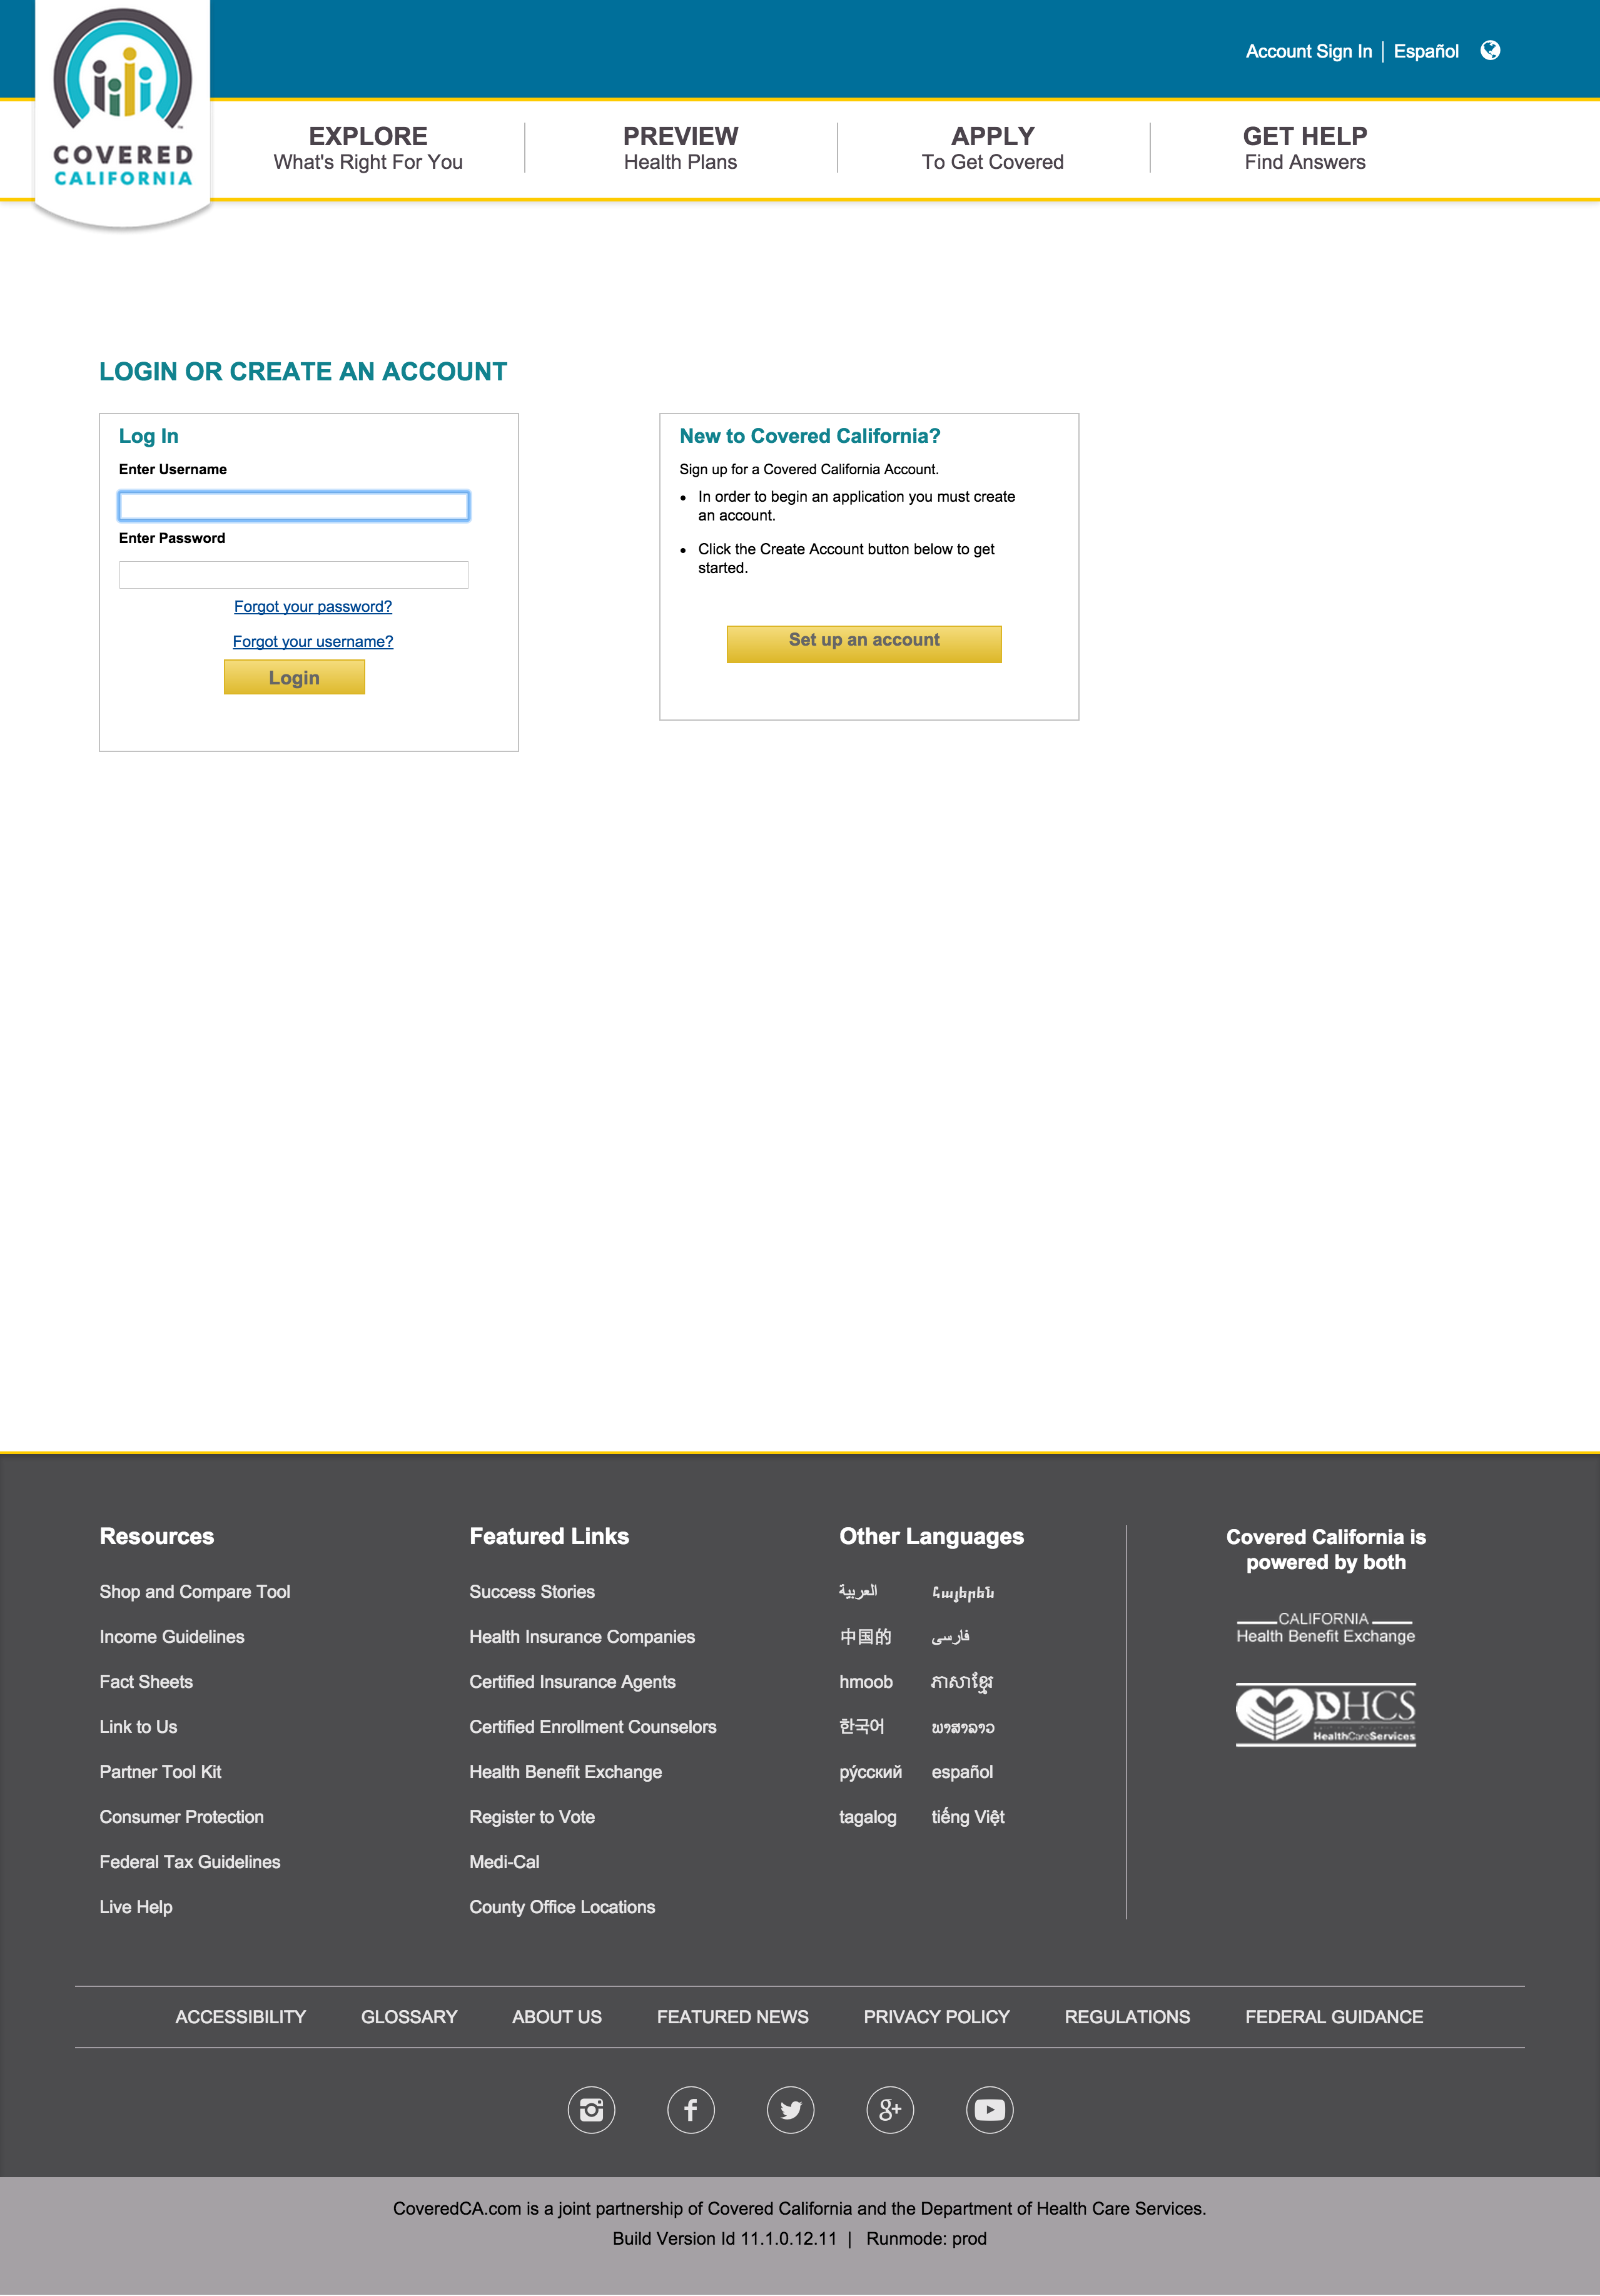 Account Sign In | Español
COVERED
CALIFORNIA
EXPLORE
What's Right For You
PREVIEW
Health Plans
APPLY
To Get Covered
GET HELP
Find Answers
LOGIN OR CREATE AN ACCOUNT
Log In
Enter Username
Enter Password
Forgot your password?
Forgot your username?
Login
New to Covered California?
Sign up for a Covered California Account.
• In order to begin an application you must create
an account.
• Click the Create Account button below to get
started.
Set up an account
Resources
Shop and Compare Tool
Income Guidelines
Fact Sheets
Link to Us
Partner Tool Kit
Consumer Protection
Federal Tax Guidelines
Live Help
Featured Links
Success Stories
Health Insurance Companies
Certified Insurance Agents
Certified Enrollment Counselors
Health Benefit Exchange
Register to Vote
Medi-Cal
County Office Locations
Other Languages
العربية Հայերեն
中国的 فارسی
hmoob ភាសាខ្មែរ
한국어 ພາສາລາວ
ру́сский español
tagalog tiếng Việt
Covered California is
powered by both
CALIFORNIA
Health Benefit Exchange
DHCS
HealthCareServices
ACCESSIBILITY GLOSSARY ABOUT US FEATURED NEWS PRIVACY POLICY REGULATIONS FEDERAL GUIDANCE
CoveredCA.com is a joint partnership of Covered California and the Department of Health Care Services.
Build Version Id 11.1.0.12.11 | Runmode: prod